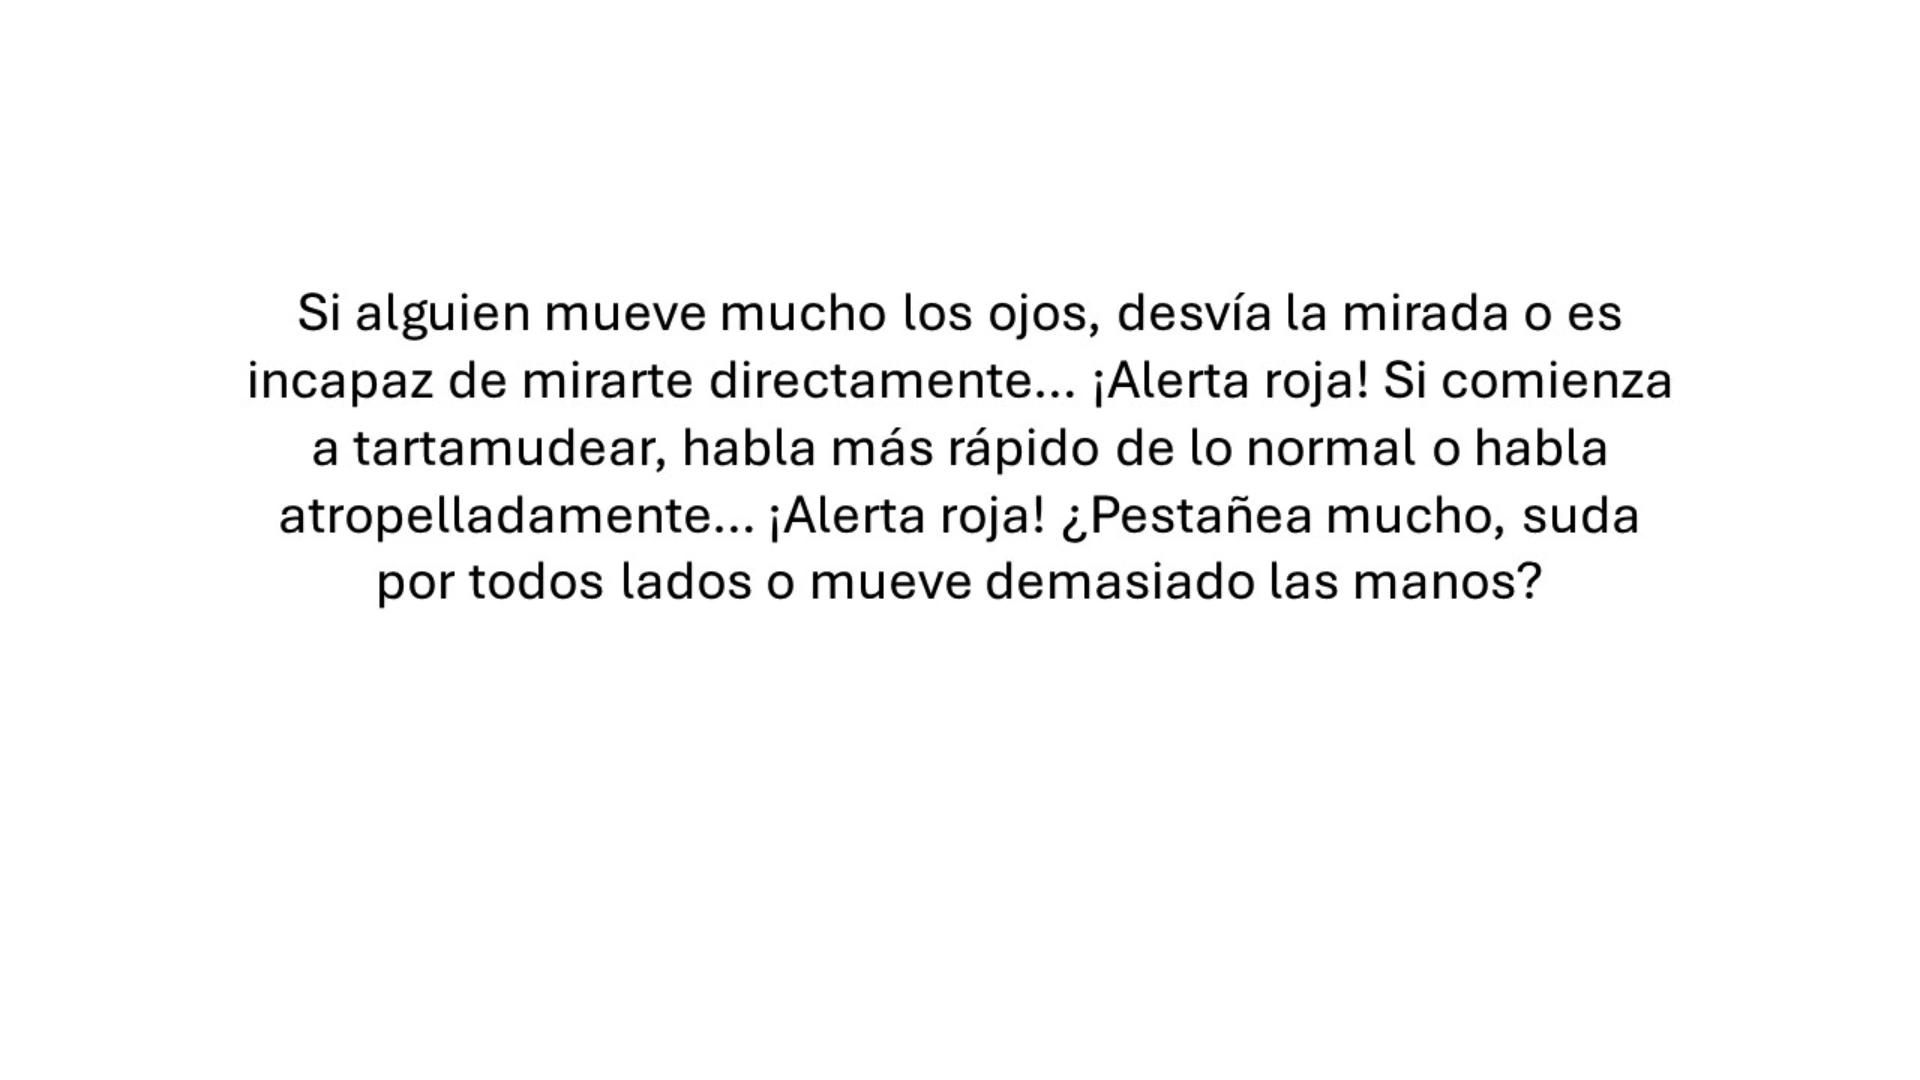 Si alguien mueve mucho los ojos, desvía la mirada o es
incapaz de mirarte directamente... ¡Alerta roja! Si comienza
a tartamudear, habla más rápido de lo normal o habla
atropelladamente... ¡Alerta roja! ¿Pestañea mucho, suda
por todos lados o mueve demasiado las manos?